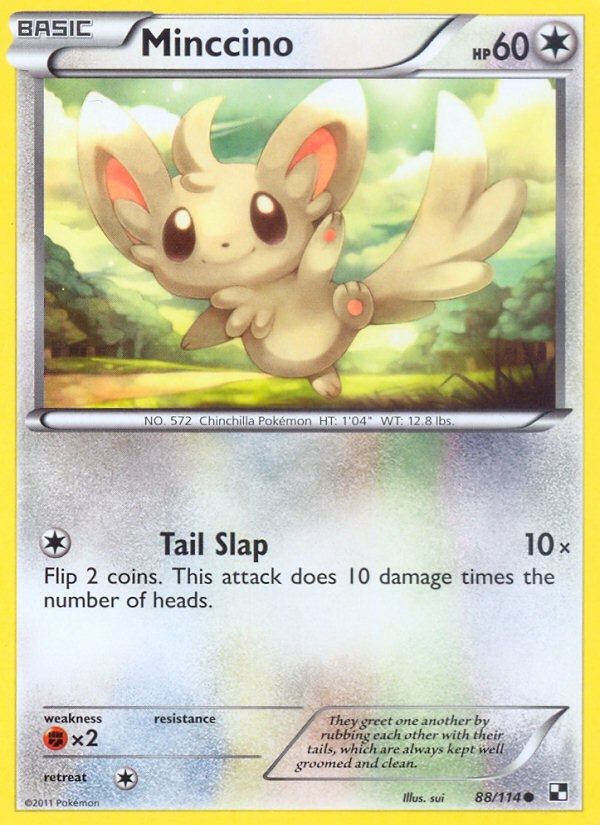 BASIC
Minccino
HP60
NO. 572 Chinchilla Pokémon HT: 1'04" WT: 12.8 lbs.
Tail Slap 10×
Flip 2 coins. This attack does 10 damage times the
number of heads.
weakness resistance
×2
They greet one another by
rubbing each other with their
tails, which are always kept well
groomed and clean.
retreat
©2011 Pokémon
Illus. sui 88/114